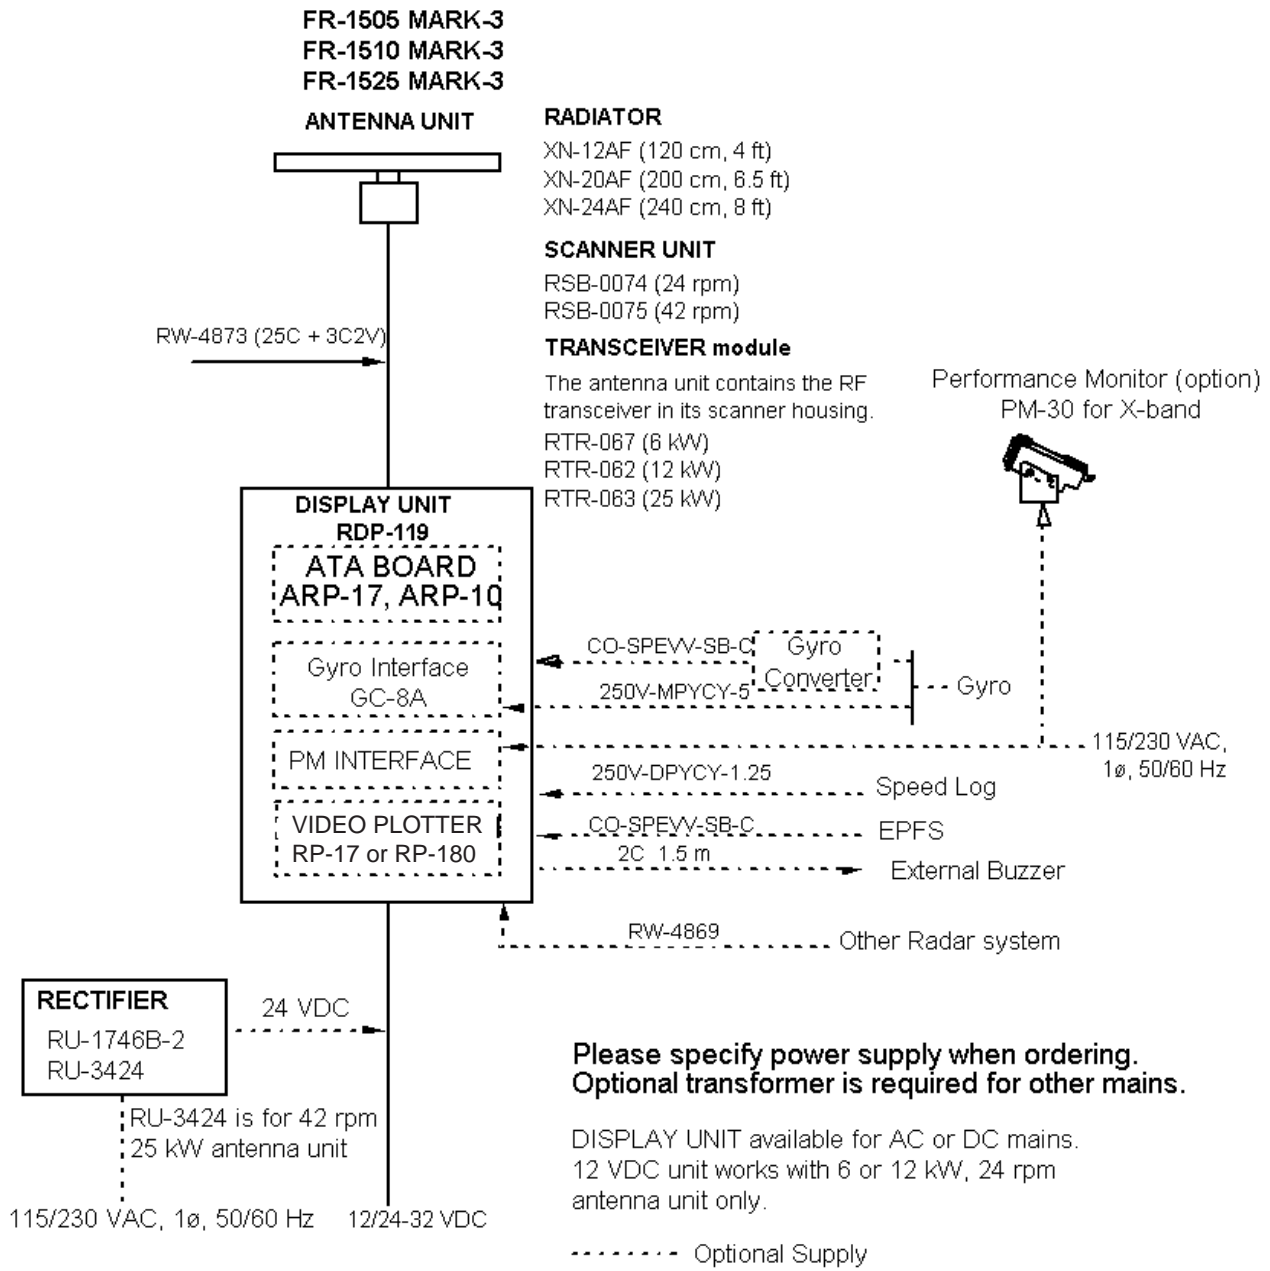 FR-1505 MARK-3
FR-1510 MARK-3
FR-1525 MARK-3
ANTENNA UNIT
RADIATOR
XN-12AF (120 cm, 4 ft)
XN-20AF (200 cm, 6.5 ft)
XN-24AF (240 cm, 8 ft)
SCANNER UNIT
RSB-0074 (24 rpm)
RSB-0075 (42 rpm)
RW-4873 (25C + 3C2V)
TRANSCEIVER module
The antenna unit contains the RF
transceiver in its scanner housing.
RTR-067 (6 kW)
RTR-062 (12 kW)
RTR-063 (25 kW)
Performance Monitor (option)
PM-30 for X-band
DISPLAY UNIT
RDP-119
ATA BOARD
ARP-17, ARP-10
Gyro Interface
GC-8A
PM INTERFACE
VIDEO PLOTTER
RP-17 or RP-180
CO-SPEVV-SB-C
Gyro
Converter
250V-MPYCY-5
Gyro
115/230 VAC,
1ø, 50/60 Hz
250V-DPYCY-1.25
Speed Log
CO-SPEVV-SB-C
EPFS
2C 1.5 m
External Buzzer
RW-4869
Other Radar system
RECTIFIER
RU-1746B-2
RU-3424
24 VDC
RU-3424 is for 42 rpm
25 kW antenna unit
115/230 VAC, 1ø, 50/60 Hz
12/24-32 VDC
Please specify power supply when ordering.
Optional transformer is required for other mains.
DISPLAY UNIT available for AC or DC mains.
12 VDC unit works with 6 or 12 kW, 24 rpm
antenna unit only.
Optional Supply